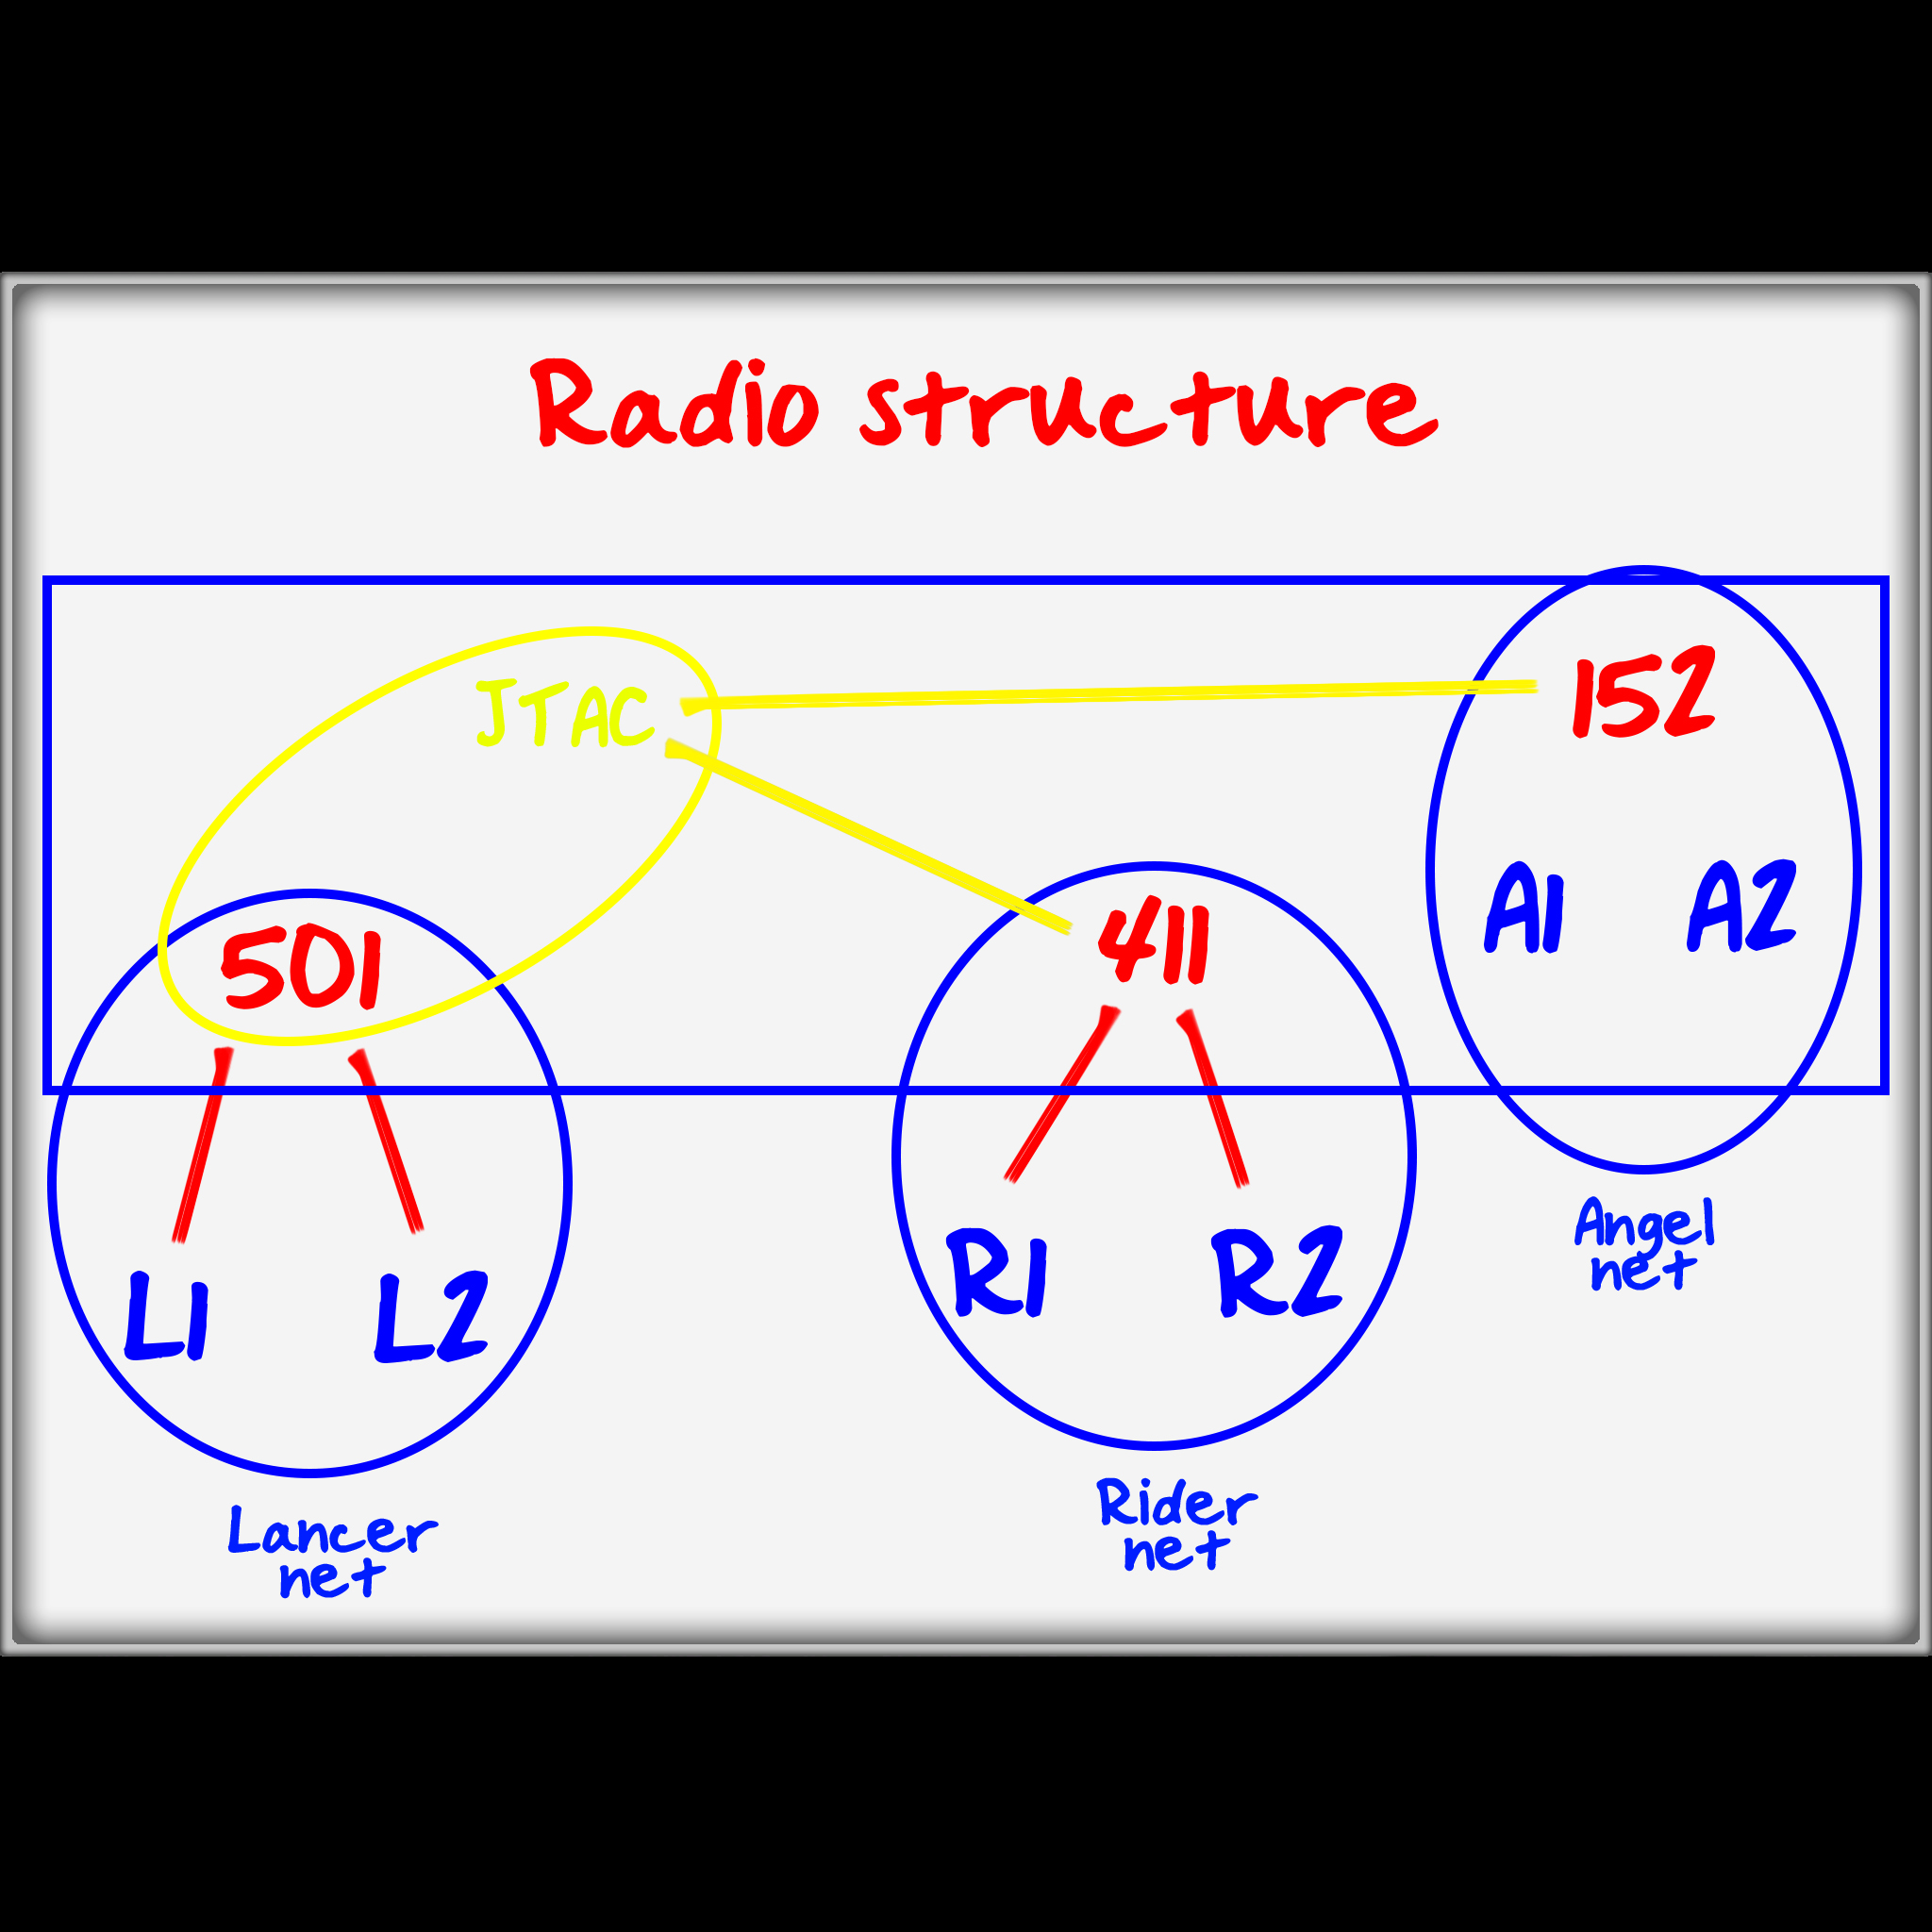 Radio structure
JTAC
152
501
411
A1
A2
L1
L2
R1
R2
Angel
net
Lancer
net
Rider
net